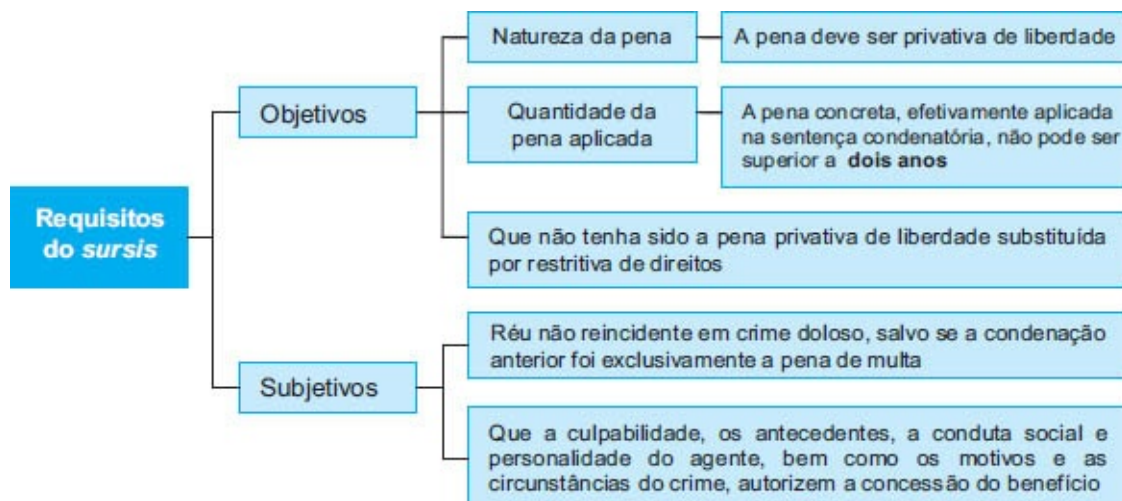 Requisitos
do sursis
Objetivos
Natureza da pena
A pena deve ser privativa de liberdade
Quantidade da
pena aplicada
A pena concreta, efetivamente aplicada
na sentença condenatória, não pode ser
superior a dois anos
Que não tenha sido a pena privativa de liberdade substituída
por restritiva de direitos
Subjetivos
Réu não reincidente em crime doloso, salvo se a condenação
anterior foi exclusivamente a pena de multa
Que a culpabilidade, os antecedentes, a conduta social e
personalidade do agente, bem como os motivos e as
circunstâncias do crime, autorizem a concessão do benefício